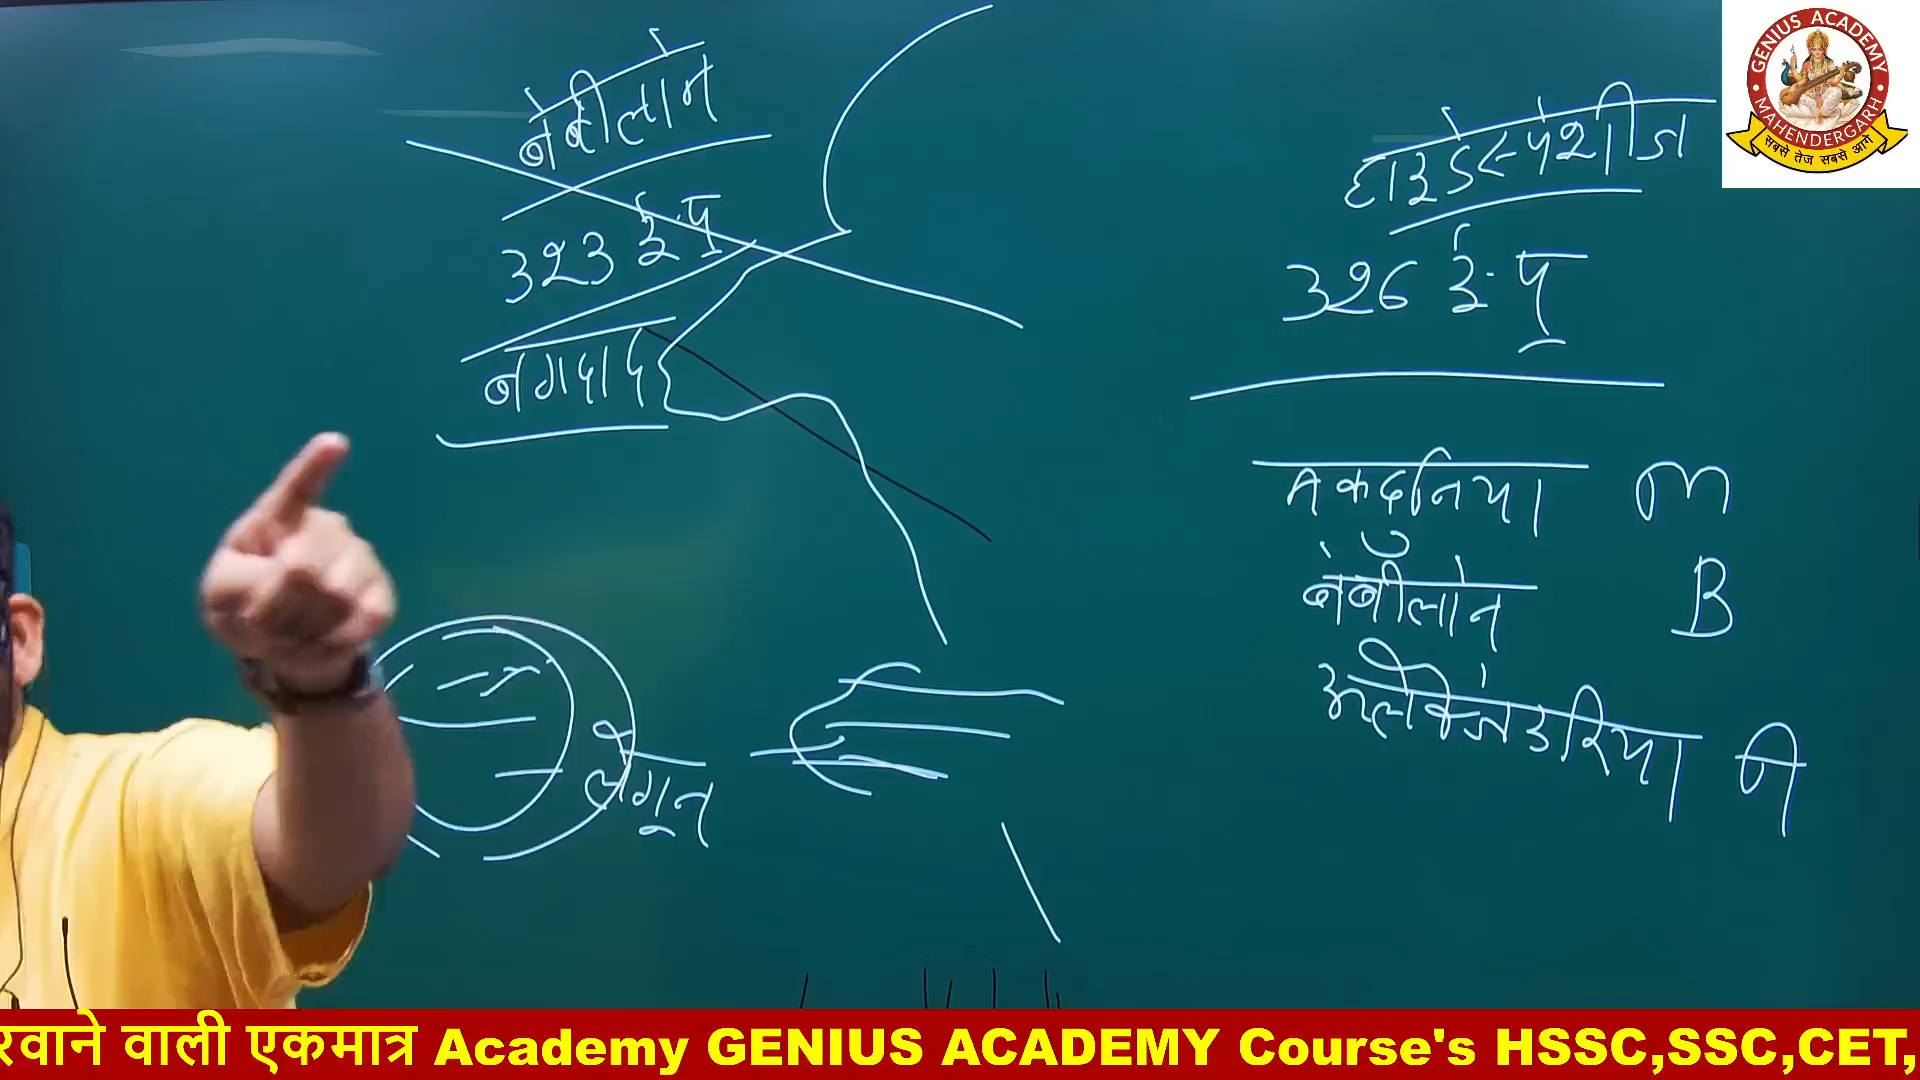 बेबीलोन
323 ई.पू
बगदाद
लैगून
हाइडेस्पेशीज
326 ई.पू
मकदुनिया M
बेबीलोन B
अलेक्जेंडरिया
GENIUS ACADEMY
MAHENDERGARH
सबसे तेज सबसे आगे
रवाने वाली एकमात्र Academy GENIUS ACADEMY Course's HSSC,SSC,CET,